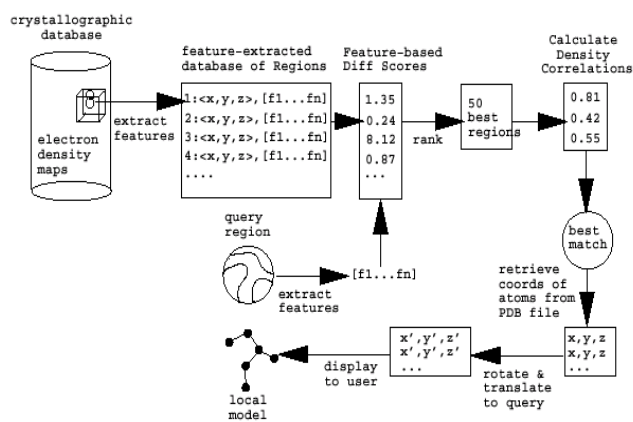 crystallographic
database
electron
density
maps
extract
features
feature-extracted
database of Regions
1:<x,y,z>,[f1...fn]
2:<x,y,z>,[f1...fn]
3:<x,y,z>,[f1...fn]
4:<x,y,z>,[f1...fn]
....
Feature-based
Diff Scores
1.35
0.24
8.12
0.87
...
rank
50
best
regions
Calculate
Density
Correlations
0.81
0.42
0.55
query
region
extract
features
[f1...fn]
best
match
retrieve
coords of
atoms from
PDB file
x,y,z
x,y,z
...
rotate &
translate
to query
x',y',z'
x',y',z'
...
display
to user
local
model